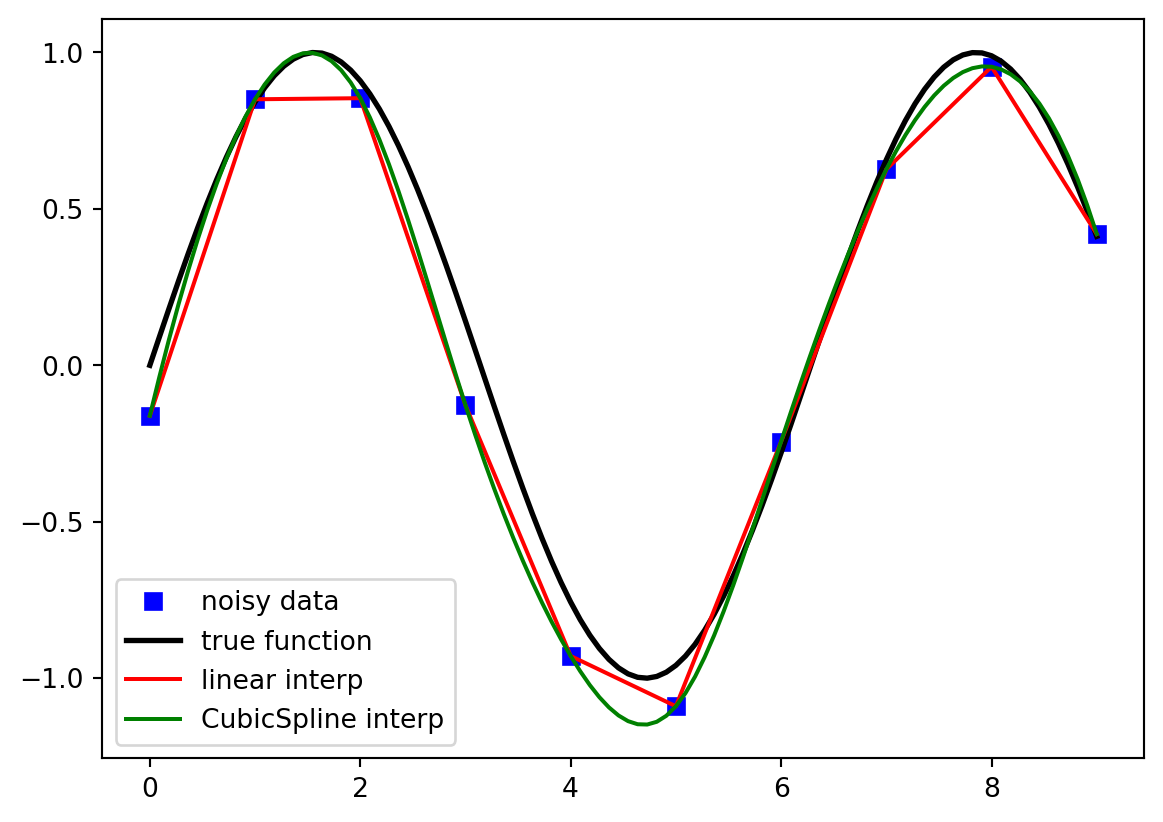 1.0
0.5
0.0
−0.5
−1.0
noisy data
true function
linear interp
CubicSpline interp
0 2 4 6 8